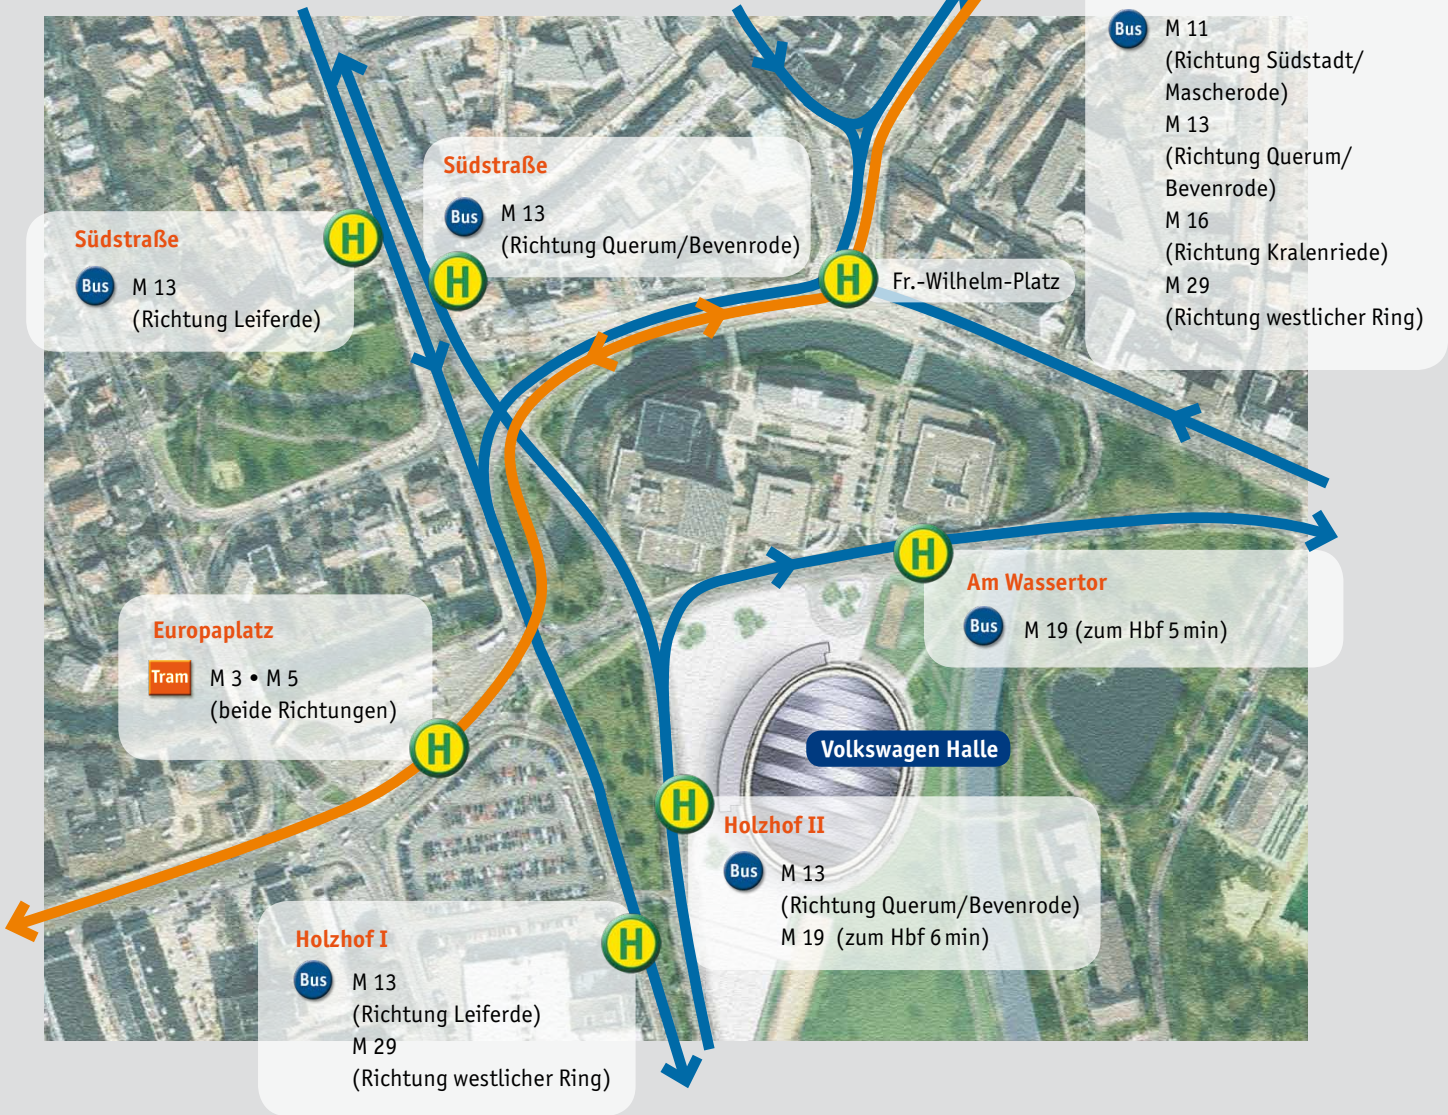 Bus M 11
(Richtung Südstadt/
Mascherode)
M 13
(Richtung Querum/
Bevenrode)
M 16
(Richtung Kralenriede)
M 29
(Richtung westlicher Ring)
Südstraße
Bus M 13
(Richtung Querum/Bevenrode)
H
Südstraße
H
Bus M 13
(Richtung Leiferde)
H Fr.-Wilhelm-Platz
H
Am Wassertor
Bus M 19 (zum Hbf 5 min)
Europaplatz
Tram M 3 • M 5
(beide Richtungen)
H
Volkswagen Halle
H
Holzhof II
Bus M 13
(Richtung Querum/Bevenrode)
M 19 (zum Hbf 6 min)
Holzhof I
H
Bus M 13
(Richtung Leiferde)
M 29
(Richtung westlicher Ring)